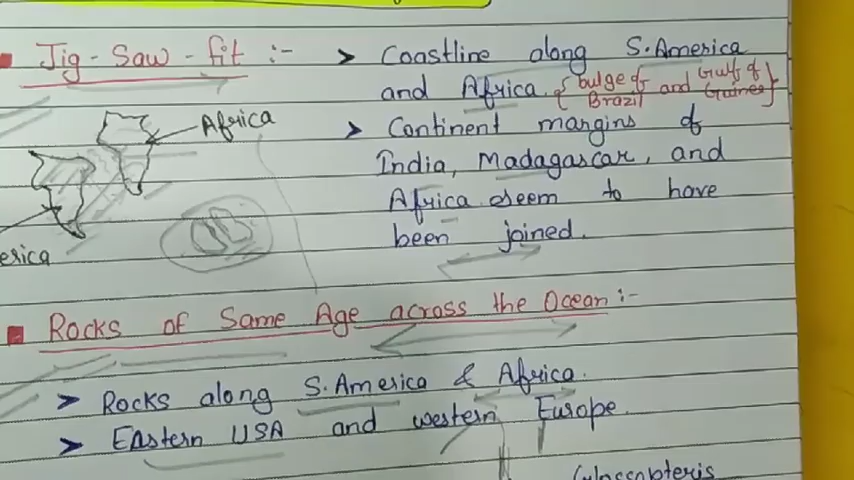 Jig-Saw-fit :-
➤ Coastline along S.America
and Africa { bulge of Brazil and Gulf of Guinea}
Africa
➤ Continent margins of
India, Madagascar, and
Africa seem to have
been joined.
erica
Rocks of Same Age across the Ocean :-
➤ Rocks along S.America & Africa.
➤ Eastern USA and western Europe.
Glossopteris